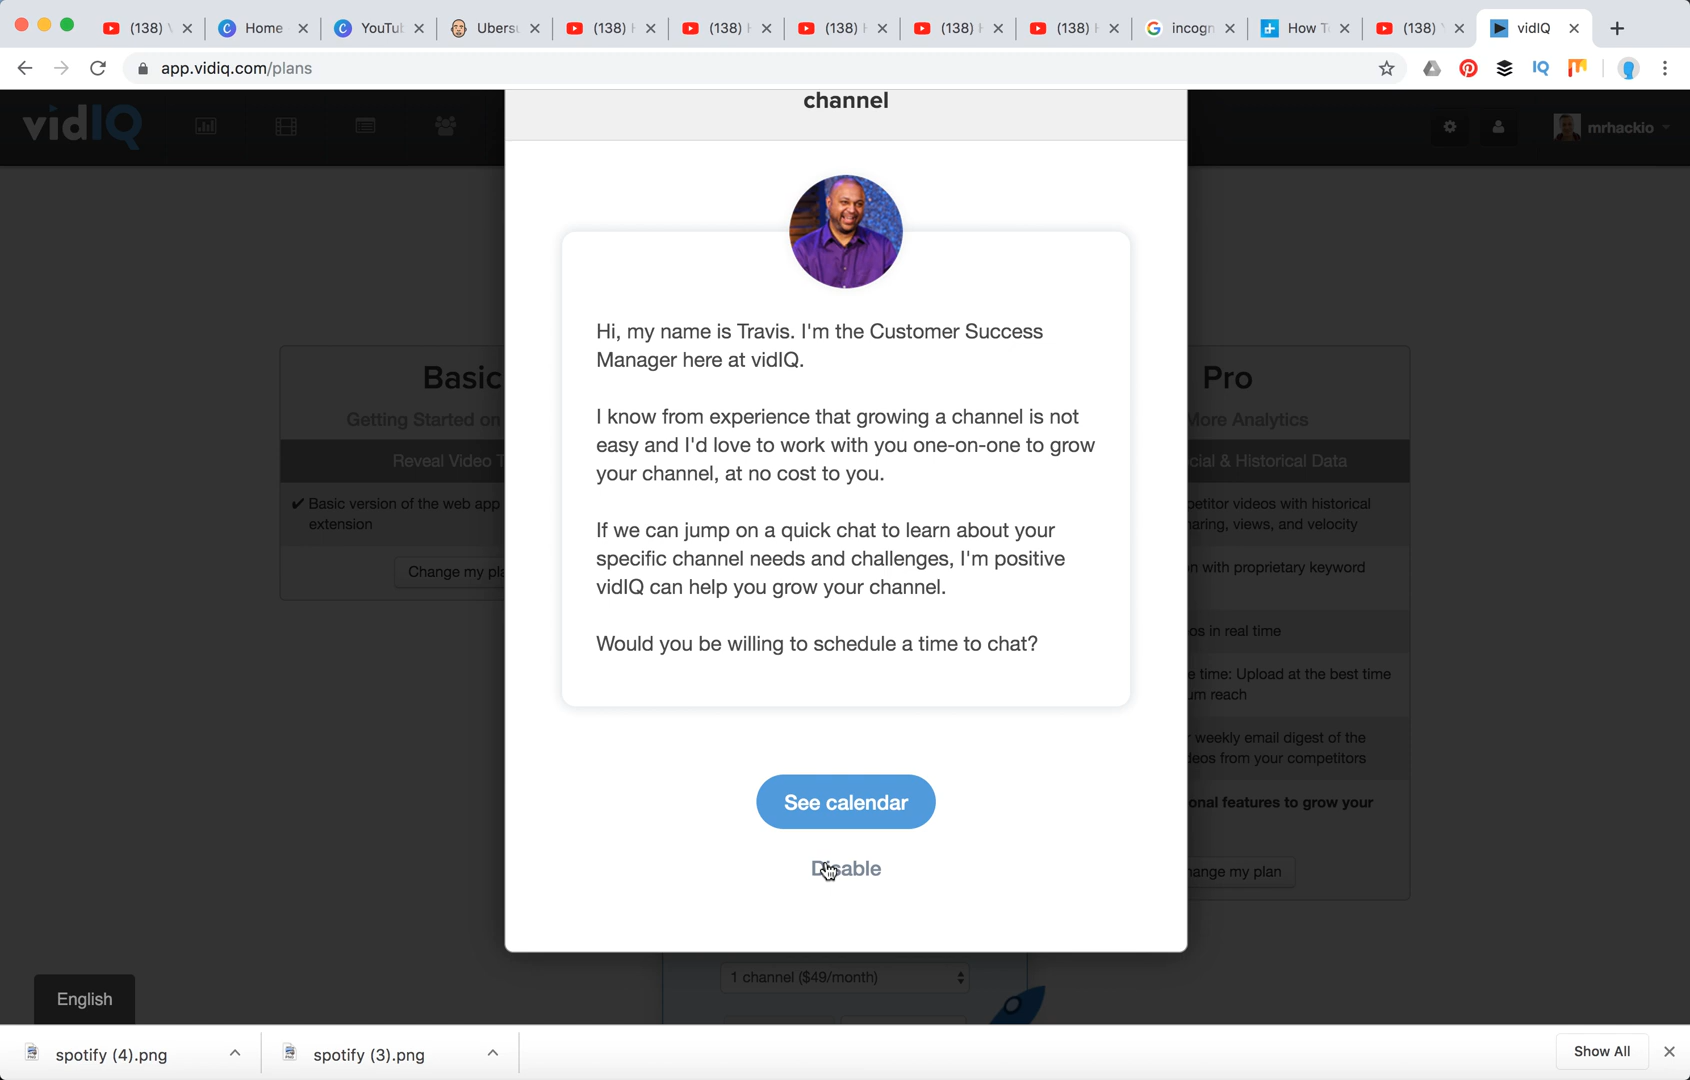 (138) \
Home
YouTu
Ubers
(138) |
(138) |
(138) |
(138) |
(138) |
incogn
How T
(138) \
vidIQ
app.vidiq.com/plans
IQ
vidIQ
mrhackio
channel
Hi, my name is Travis. I'm the Customer Success
Manager here at vidIQ.
I know from experience that growing a channel is not
easy and I'd love to work with you one-on-one to grow
your channel, at no cost to you.
If we can jump on a quick chat to learn about your
specific channel needs and challenges, I'm positive
vidIQ can help you grow your channel.
Would you be willing to schedule a time to chat?
See calendar
Disable
Basic
Getting Started on
Reveal Video T
✔ Basic version of the web app
extension
Change my pla
Pro
More Analytics
cial & Historical Data
petitor videos with historical
haring, views, and velocity
n with proprietary keyword
os in real time
e time: Upload at the best time
um reach
r weekly email digest of the
deos from your competitors
onal features to grow your
hange my plan
1 channel ($49/month)
English
spotify (4).png
spotify (3).png
Show All